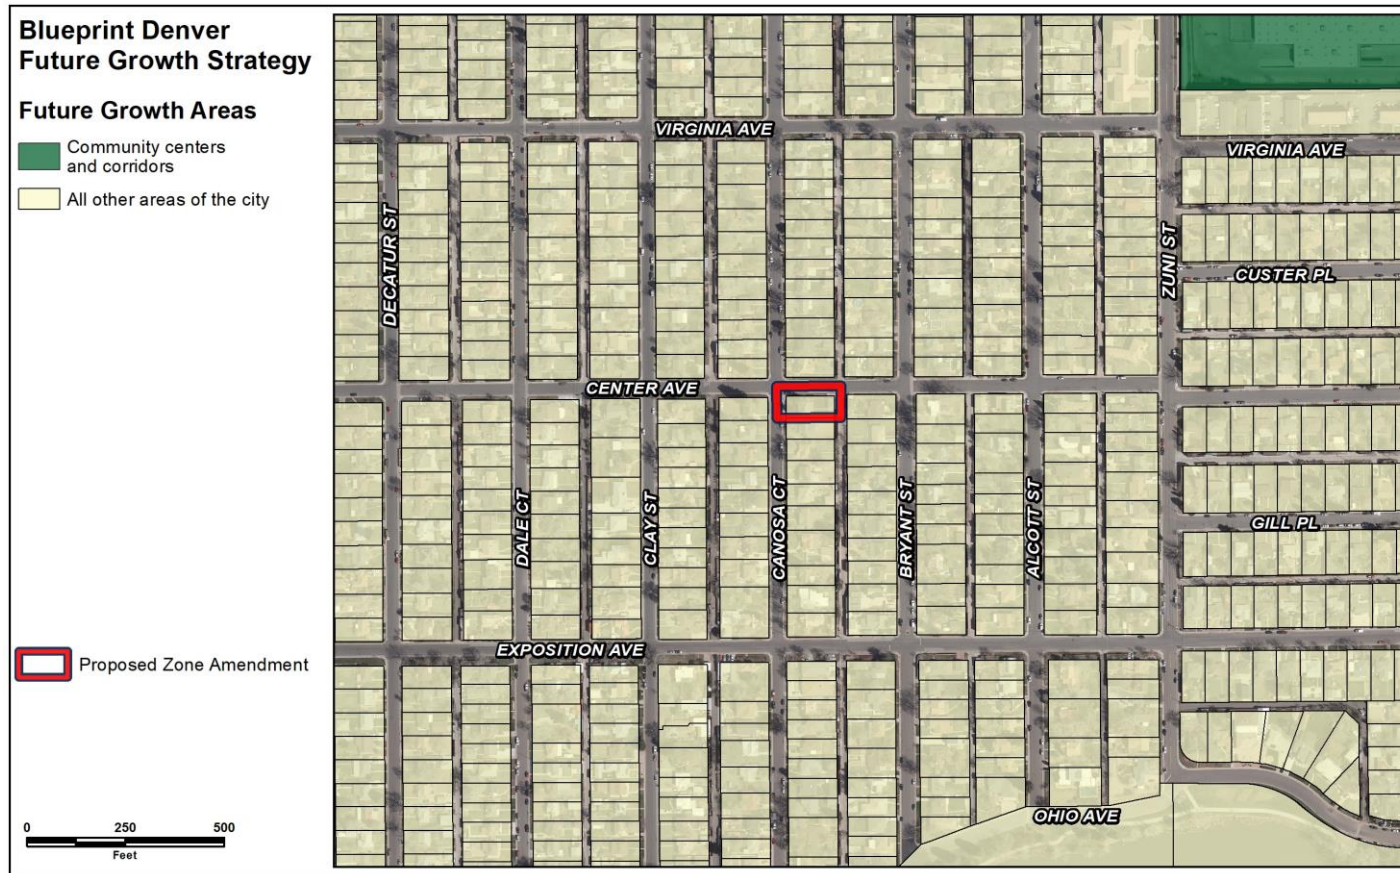 Blueprint Denver
Future Growth Strategy
Future Growth Areas
Community centers
and corridors
All other areas of the city
Proposed Zone Amendment
0 250 500
Feet
VIRGINIA AVE
VIRGINIA AVE
DECATUR ST
ZUNI ST
CUSTER PL
CENTER AVE
DALE CT
CLAY ST
CANOSA CT
BRYANT ST
ALCOTT ST
GILL PL
EXPOSITION AVE
OHIO AVE